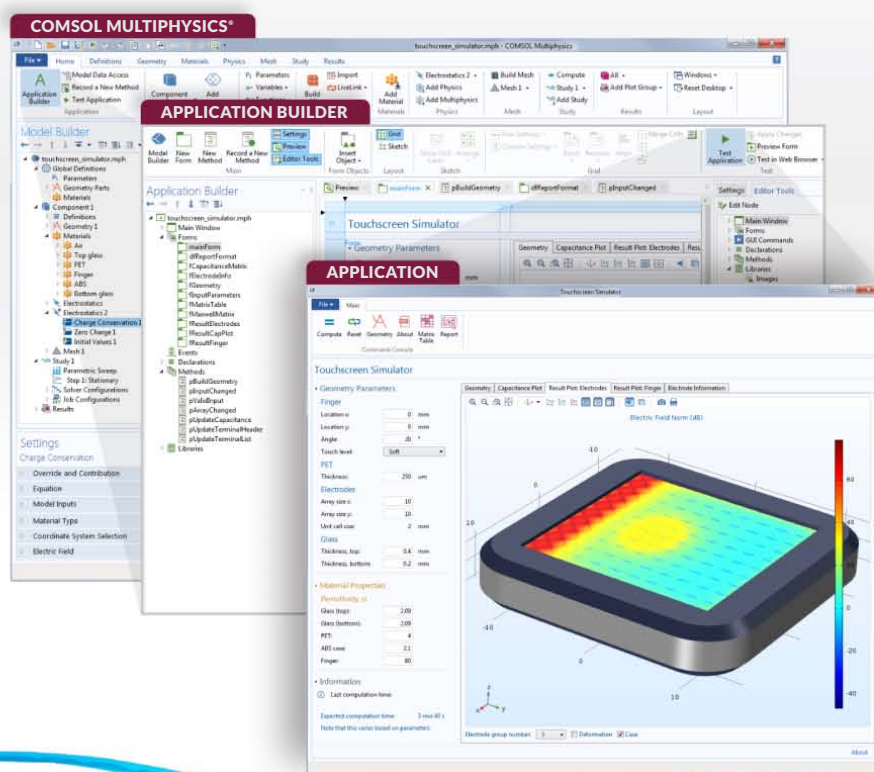 COMSOL MULTIPHYSICS®
touchscreen_simulator.mph - COMSOL Multiphysics
File Home Definitions Geometry Materials Physics Mesh Study Results
Application Builder
Model Data Access
Record a New Method
Test Application
Application
Component
Add
Parameters
Variables
Build
Import
LiveLink
Add Material
Materials
Electrostatics 2
Add Physics
Add Multiphysics
Physics
Build Mesh
Mesh 1
Mesh
Compute
Study 1
Add Study
Study
All
Add Plot Group
Results
Windows
Reset Desktop
Layout
Model Builder
touchscreen_simulator.mph
Global Definitions
Parameters
Geometry Parts
Materials
Component 1
Definitions
Geometry 1
Materials
Air
Top glass
PET
Finger
ABS
Bottom glass
Electrostatics
Electrostatics 2
Charge Conservation 1
Zero Charge 1
Initial Values 1
Mesh 1
Study 1
Parametric Sweep
Step 1: Stationary
Solver Configurations
Job Configurations
Results
Settings
Charge Conservation
Override and Contribution
Equation
Model Inputs
Material Type
Coordinate System Selection
Electric Field
APPLICATION BUILDER
Model Builder
New Form
New Method
Record a New Method
Settings
Preview
Editor Tools
Main
Insert Object
Form Objects
Grid
Sketch
Layout
Sketch
Merge Cells
Grid
Test Application
Apply Changes
Preview Form
Test in Web Browser
Test
Application Builder
touchscreen_simulator.mph
Main Window
Forms
mainForm
dfReportFormat
fCapacitanceMatrix
fElectrodeInfo
fGeometry
fInputParameters
fMatrixTable
fMaxwellMatrix
fResultElectrodes
fResultCapPlot
fResultFinger
Events
Declarations
Methods
pBuildGeometry
pInputChanged
pValidInput
pArrayChanged
pUpdateCapacitance
pUpdateTerminalHeader
pUpdateTerminalList
Libraries
Preview mainForm pBuildGeometry dfReportFormat pInputChanged
Touchscreen Simulator
Geometry Parameters
Geometry Capacitance Plot Result Plot: Electrodes
mm
Settings Editor Tools
Edit Node
Main Window
Forms
GUI Commands
Declarations
Methods
Libraries
Images
APPLICATION
Touchscreen Simulator
File Main
Compute Reset Geometry About Matrix Table Report
Touchscreen Simulator
Geometry Parameters
Finger
Location x: 0 mm
Location y: 0 mm
Angle: 20 °
Touch level: Soft
PET
Thickness: 250 um
Electrodes
Array size x: 10
Array size y: 10
Unit cell size: 2 mm
Glass
Thickness, top: 0.4 mm
Thickness, bottom: 0.2 mm
Material Properties
Glass (top): 2.09
Glass (bottom): 2.09
PET: 4
ABS case: 2.1
Finger: 80
Information
Last computation time:
Expected computation time:
Note that this varies based on parameters.
Geometry Capacitance Plot Result Plot: Electrodes Result Plot: Finger Electrode Information
Electric Field Norm (dB)
-10
0
10
-10
0
10
60
40
0
-20
-40
z
x
y
Electrode group number: 3 Deformation Case
About